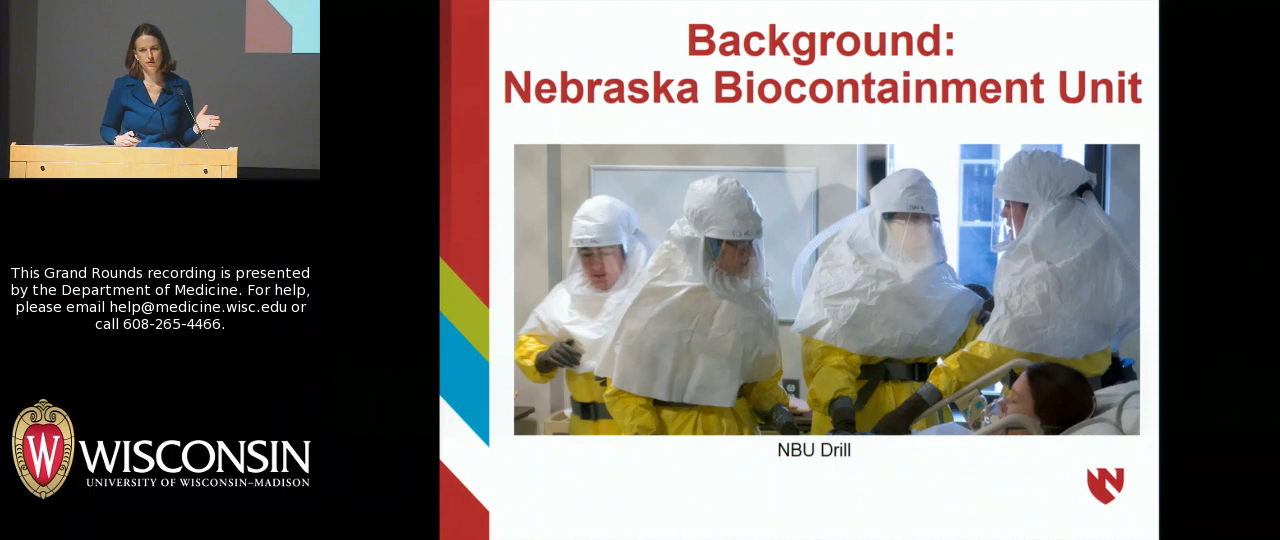 Background:
Nebraska Biocontainment Unit
NBU Drill
This Grand Rounds recording is presented
by the Department of Medicine. For help,
please email help@medicine.wisc.edu or
call 608-265-4466.
W
WISCONSIN
UNIVERSITY OF WISCONSIN–MADISON
N